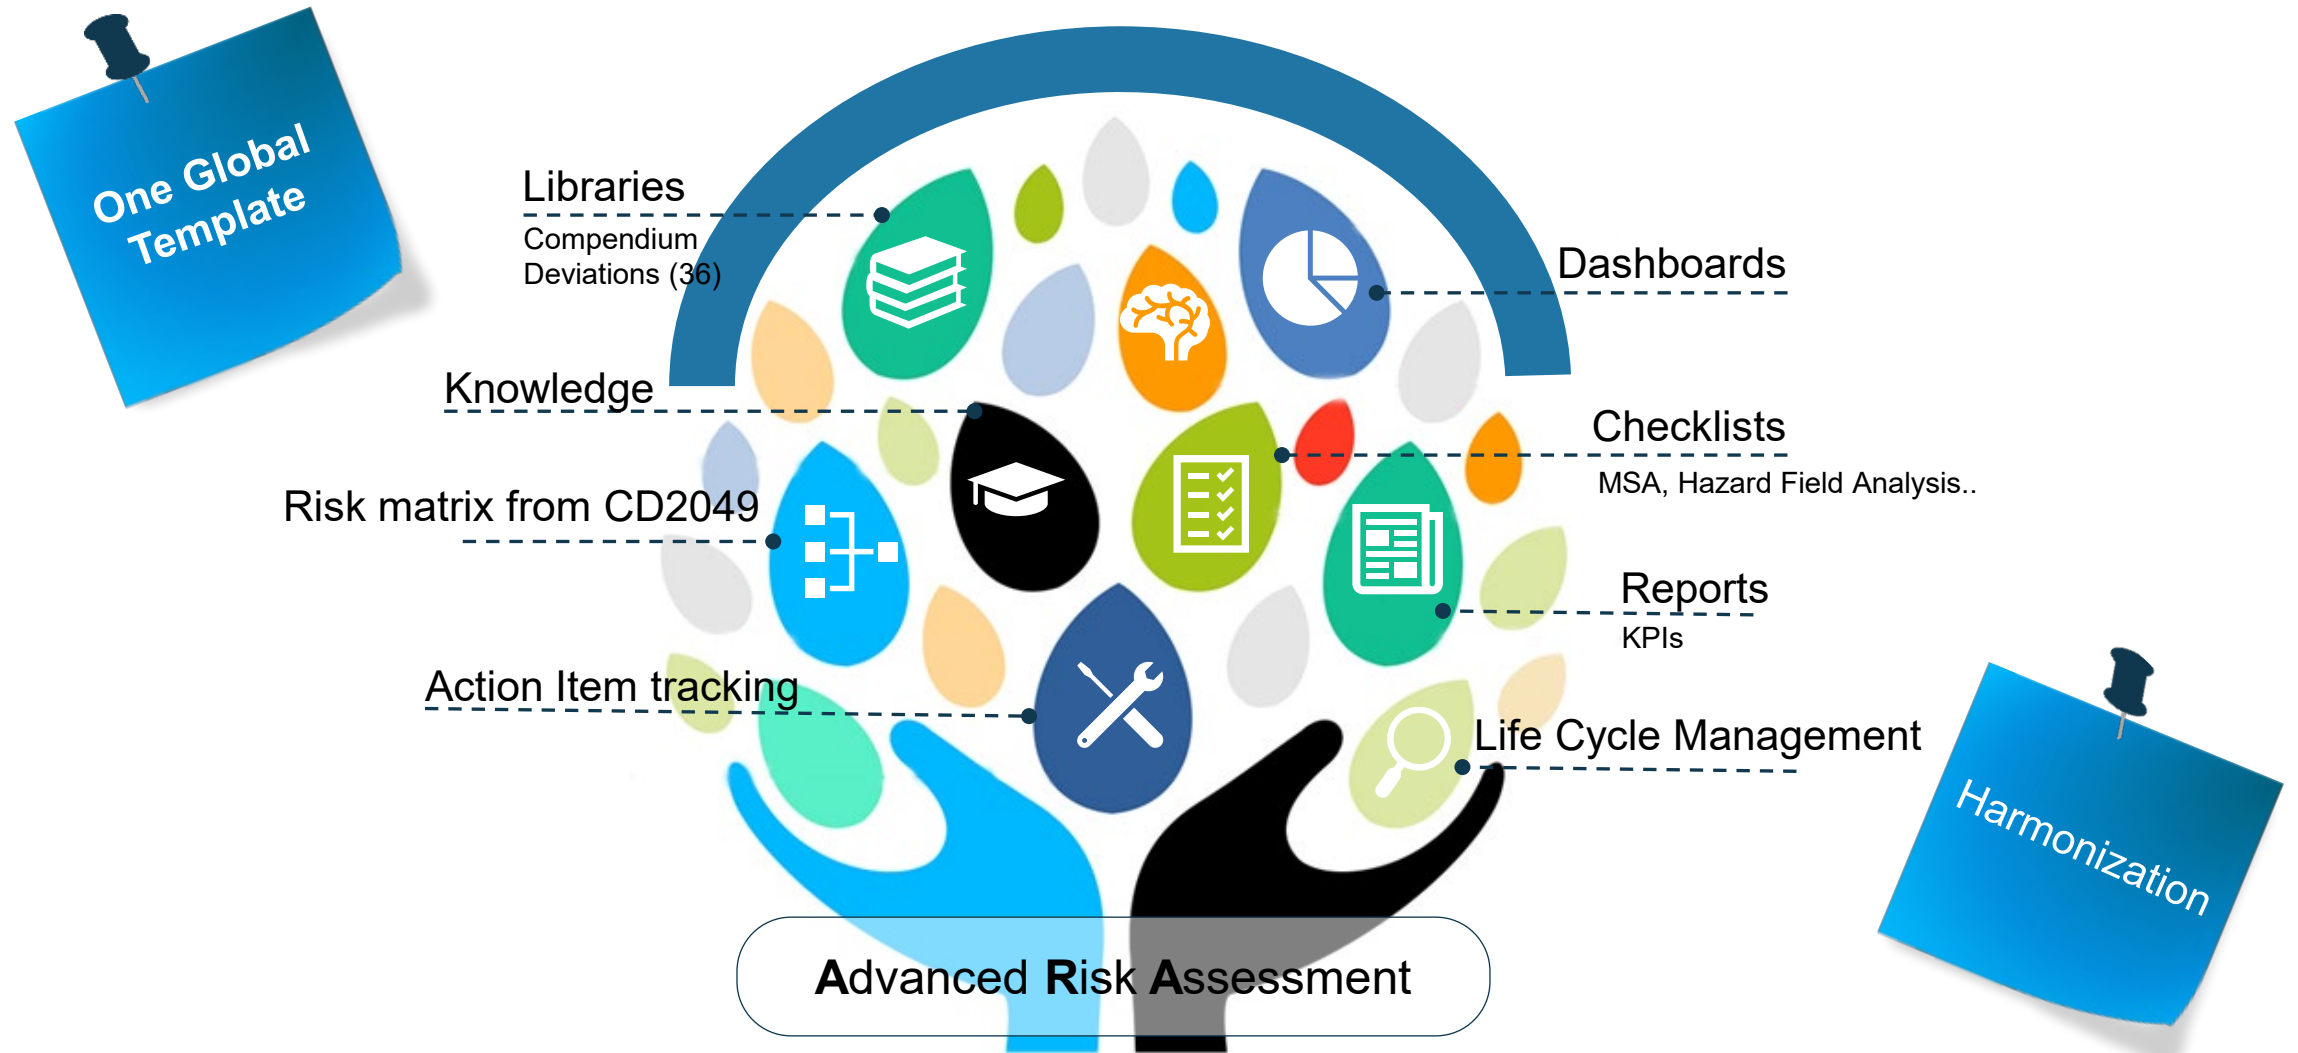 One Global
Template
Libraries
Compendium
Deviations (36)
Dashboards
Knowledge
Checklists
MSA, Hazard Field Analysis..
Risk matrix from CD2049
Reports
KPIs
Action Item tracking
Life Cycle Management
Harmonization
Advanced Risk Assessment